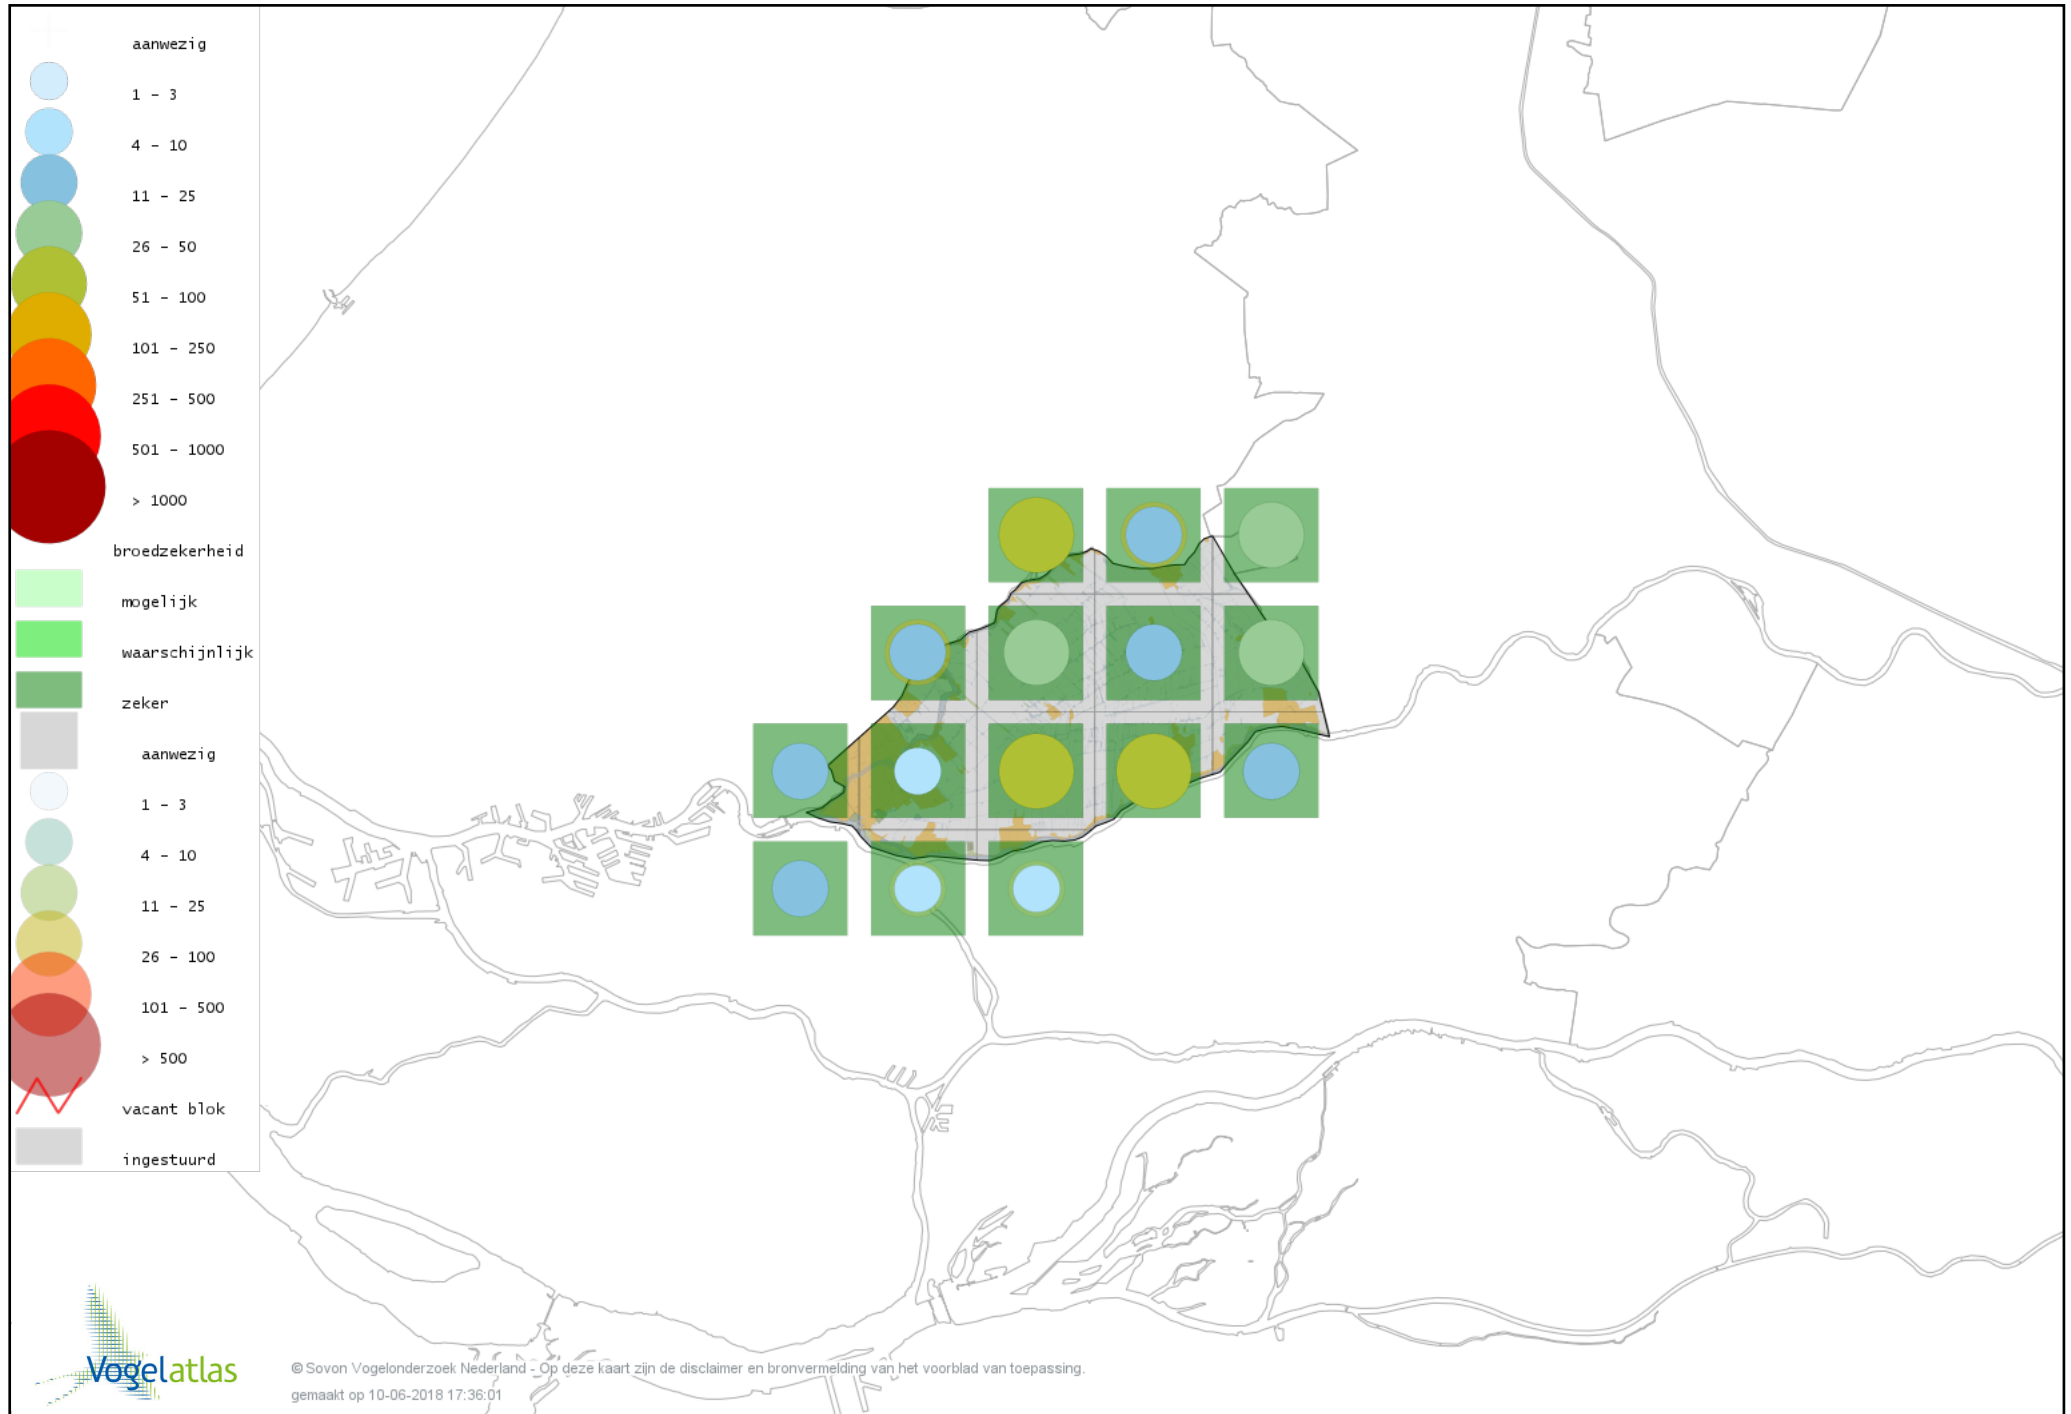 aanwezig
1 - 3
4 - 10
11 - 25
26 - 50
51 - 100
101 - 250
251 - 500
501 - 1000
> 1000
broedzekerheid
mogelijk
waarschijnlijk
zeker
aanwezig
1 - 3
4 - 10
11 - 25
26 - 100
101 - 500
> 500
vacant blok
ingestuurd
Vogelatlas
© Sovon Vogelonderzoek Nederland - Op deze kaart zijn de disclaimer en bronvermelding van het voorblad van toepassing.
gemaakt op 10-06-2018 17:36:01